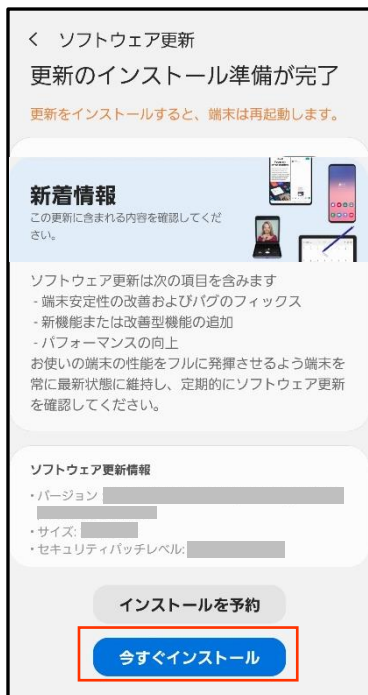 < ソフトウェア更新
更新のインストール準備が完了
更新をインストールすると、端末は再起動します。
新着情報
この更新に含まれる内容を確認してくだ
さい。
ソフトウェア更新は次の項目を含みます
- 端末安定性の改善およびバグのフィックス
- 新機能または改善型機能の追加
- パフォーマンスの向上
お使いの端末の性能をフルに発揮させるよう端末を
常に最新状態に維持し、定期的にソフトウェア更新
を確認してください。
ソフトウェア更新情報
・バージョン
・サイズ:
・セキュリティパッチレベル:
インストールを予約
今すぐインストール